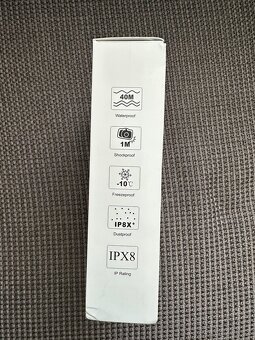 40M
Waterproof
1M
Shockproof
-10°C
Freezeproof
IP8X
Dustproof
IPX8
IP Rating